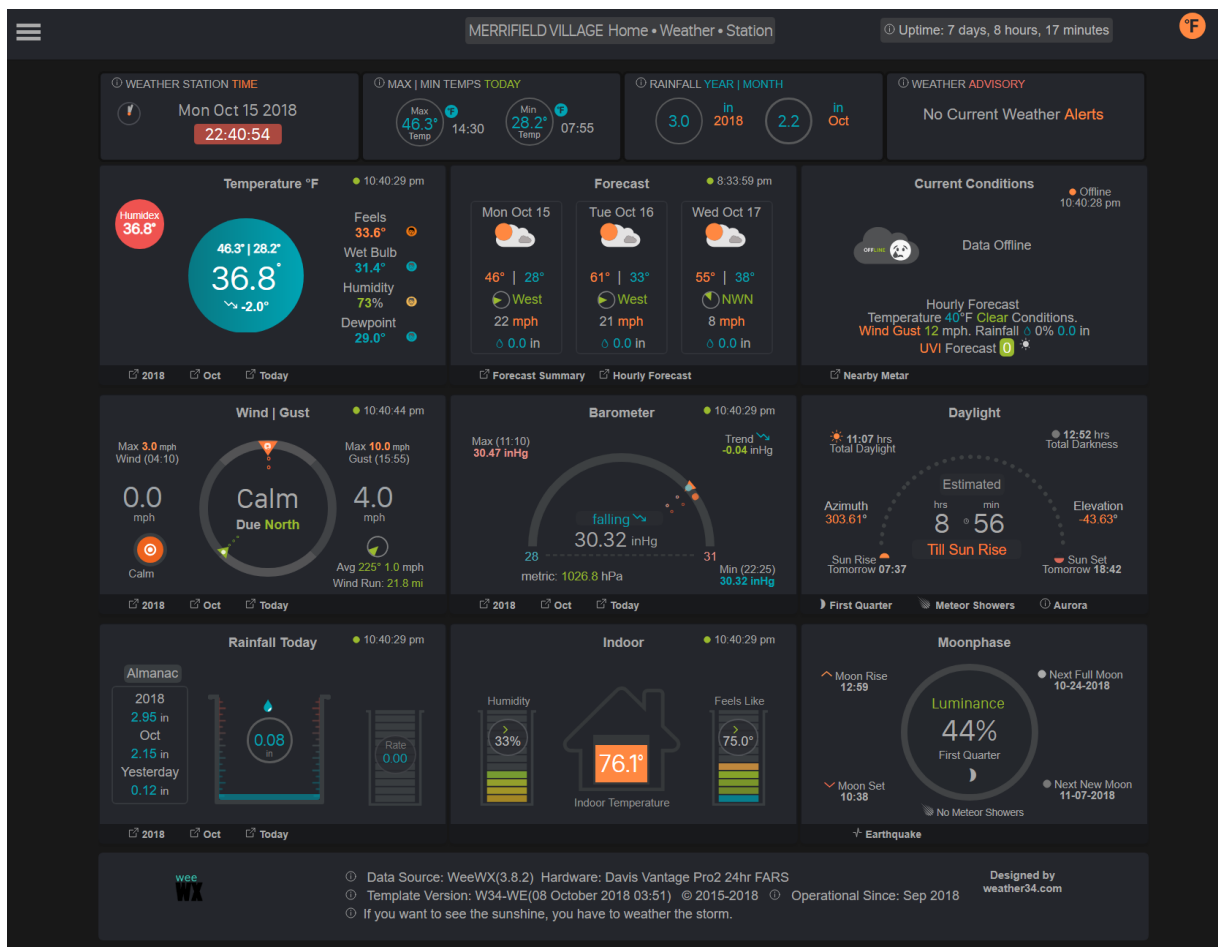 MERRIFIELD VILLAGE Home • Weather • Station
Uptime: 7 days, 8 hours, 17 minutes
°F
WEATHER STATION TIME
Mon Oct 15 2018
22:40:54
MAX | MIN TEMPS TODAY
Max
46.3°
Temp
°F
14:30
Min
28.2°
Temp
°F
07:55
RAINFALL YEAR | MONTH
3.0
in
2018
2.2
in
Oct
WEATHER ADVISORY
No Current Weather Alerts
Temperature °F
10:40:29 pm
Humidex
36.8°
46.3° | 28.2°
36.8°
-2.0°
Feels
33.6°
Wet Bulb
31.4°
Humidity
73%
Dewpoint
29.0°
2018 Oct Today
Forecast
8:33:59 pm
Mon Oct 15
46° | 28°
West
22 mph
0.0 in
Tue Oct 16
61° | 33°
West
21 mph
0.0 in
Wed Oct 17
55° | 38°
NWN
8 mph
0.0 in
Forecast Summary Hourly Forecast
Current Conditions
Offline
10:40:28 pm
OFFLINE
Data Offline
Hourly Forecast
Temperature 40°F Clear Conditions.
Wind Gust 12 mph. Rainfall 0% 0.0 in
UVI Forecast 0
Nearby Metar
Wind | Gust
10:40:44 pm
Max 3.0 mph
Wind (04:10)
Max 10.0 mph
Gust (15:55)
0.0
mph
Calm
Calm
Due North
4.0
mph
Avg 225° 1.0 mph
Wind Run: 21.8 mi
2018 Oct Today
Barometer
10:40:29 pm
Max (11:10)
30.47 inHg
Trend
-0.04 inHg
falling
30.32 inHg
28
31
metric: 1026.8 hPa
Min (22:25)
30.32 inHg
2018 Oct Today
Daylight
11:07 hrs
Total Daylight
12:52 hrs
Total Darkness
Estimated
hrs min
8 56
Till Sun Rise
Azimuth
303.61°
Elevation
-43.63°
Sun Rise
Tomorrow 07:37
Sun Set
Tomorrow 18:42
First Quarter Meteor Showers Aurora
Rainfall Today
10:40:29 pm
Almanac
2018
2.95 in
Oct
2.15 in
Yesterday
0.12 in
0.08
in
Rate
0.00
2018 Oct Today
Indoor
10:40:29 pm
Humidity
33%
76.1°
Indoor Temperature
Feels Like
75.0°
Moonphase
Moon Rise
12:59
Next Full Moon
10-24-2018
Luminance
44%
First Quarter
Moon Set
10:38
Next New Moon
11-07-2018
No Meteor Showers
Earthquake
wee
WX
Data Source: WeeWX(3.8.2) Hardware: Davis Vantage Pro2 24hr FARS
Template Version: W34-WE(08 October 2018 03:51) © 2015-2018 Operational Since: Sep 2018
If you want to see the sunshine, you have to weather the storm.
Designed by
weather34.com